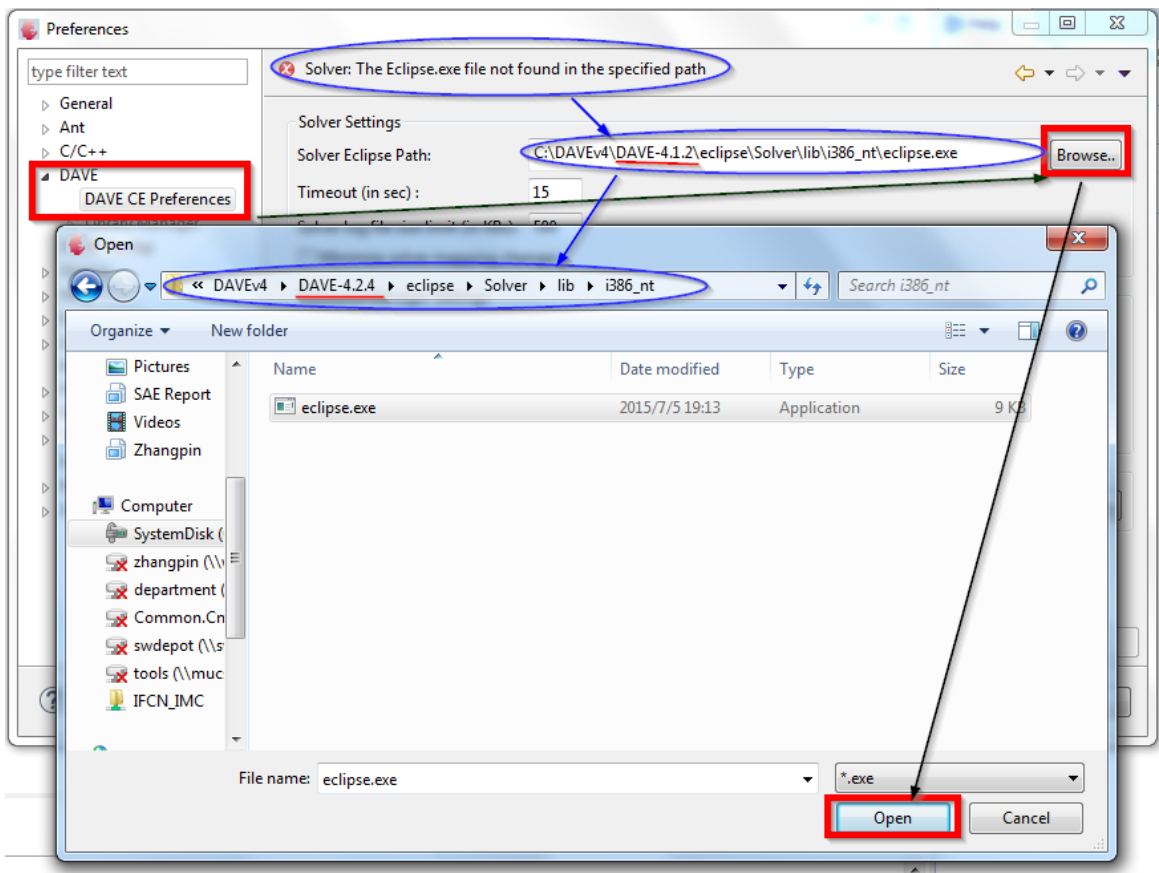 Preferences
type filter text
Solver: The Eclipse.exe file not found in the specified path
General
Ant
C/C++
DAVE
DAVE CE Preferences
Solver Settings
Solver Eclipse Path:
C:\DAVEv4\DAVE-4.1.2\eclipse\Solver\lib\i386_nt\eclipse.exe
Browse..
Timeout (in sec) :
15
Open
« DAVEv4 DAVE-4.2.4 eclipse Solver lib i386_nt
Search i386_nt
Organize
New folder
Pictures
SAE Report
Videos
Zhangpin
Computer
SystemDisk (
zhangpin (\\
department (
Common.Cn
swdepot (\\s
tools (\\muc
IFCN_IMC
Name
Date modified
Type
Size
eclipse.exe
2015/7/5 19:13
Application
9 KB
File name:
eclipse.exe
*.exe
Open
Cancel